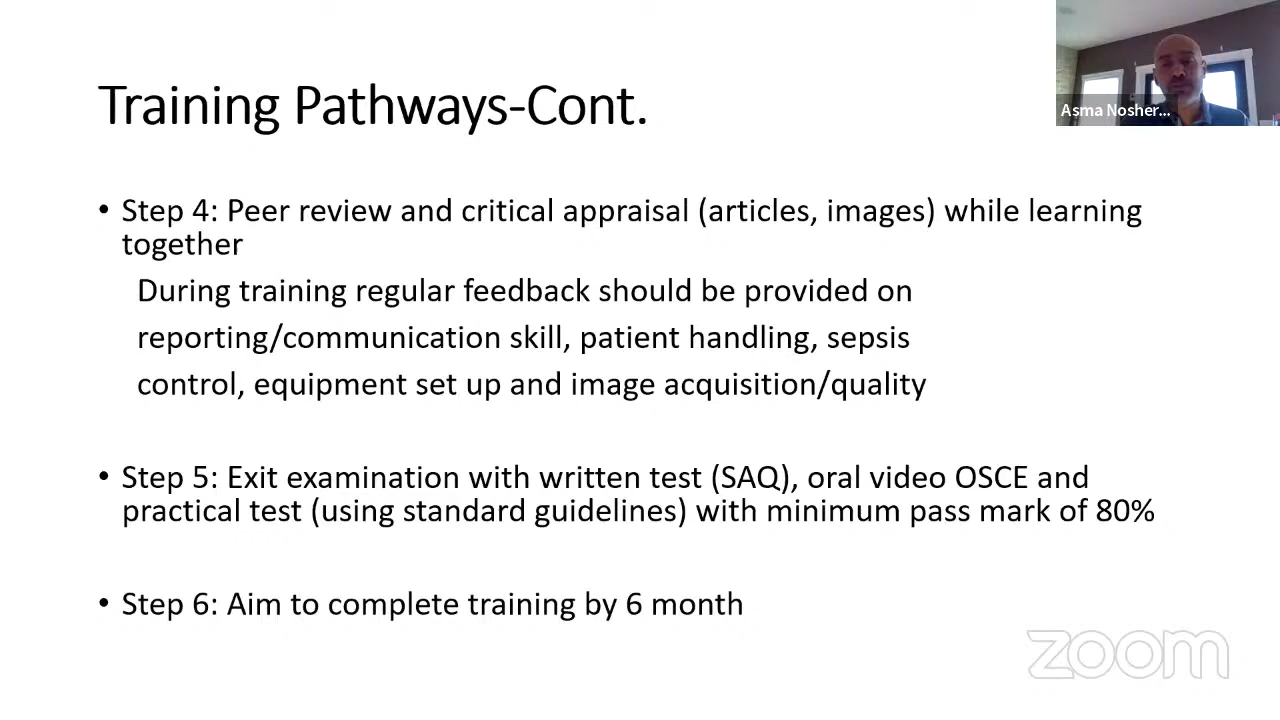 Training Pathways-Cont.
Asma Nosher...
• Step 4: Peer review and critical appraisal (articles, images) while learning
together
During training regular feedback should be provided on
reporting/communication skill, patient handling, sepsis
control, equipment set up and image acquisition/quality
• Step 5: Exit examination with written test (SAQ), oral video OSCE and
practical test (using standard guidelines) with minimum pass mark of 80%
• Step 6: Aim to complete training by 6 month
zoom